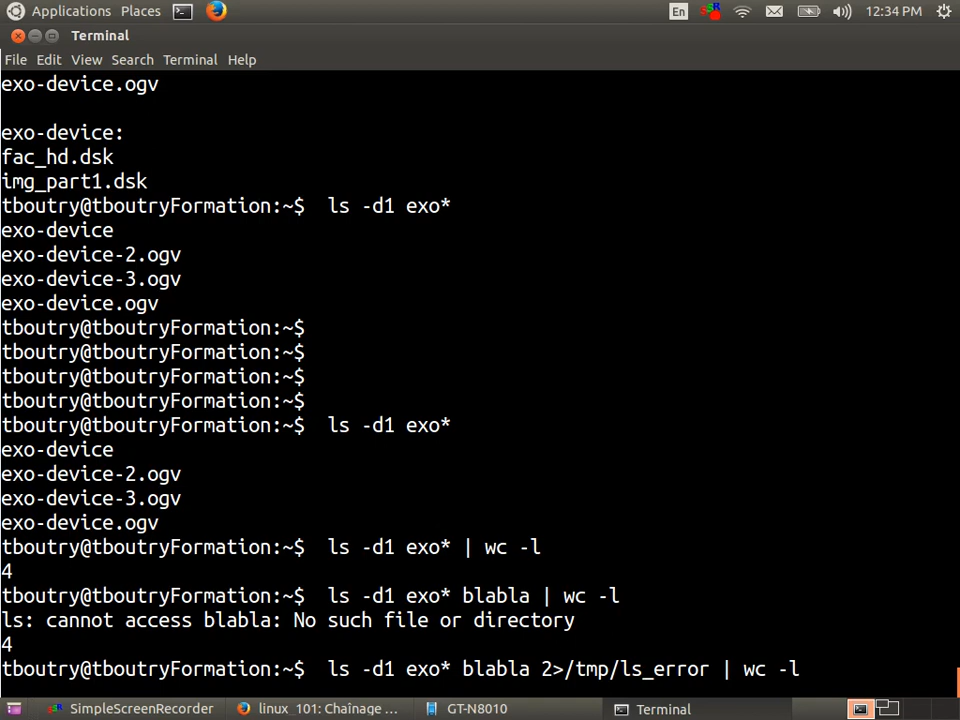 Applications Places En 12:34 PM
Terminal
File Edit View Search Terminal Help
exo-device.ogv
exo-device:
fac_hd.dsk
img_part1.dsk
tboutry@tboutryFormation:~$  ls -d1 exo*
exo-device
exo-device-2.ogv
exo-device-3.ogv
exo-device.ogv
tboutry@tboutryFormation:~$
tboutry@tboutryFormation:~$
tboutry@tboutryFormation:~$
tboutry@tboutryFormation:~$
tboutry@tboutryFormation:~$  ls -d1 exo*
exo-device
exo-device-2.ogv
exo-device-3.ogv
exo-device.ogv
tboutry@tboutryFormation:~$  ls -d1 exo* | wc -l
4
tboutry@tboutryFormation:~$  ls -d1 exo* blabla | wc -l
ls: cannot access blabla: No such file or directory
4
tboutry@tboutryFormation:~$  ls -d1 exo* blabla 2>/tmp/ls_error | wc -l
SimpleScreenRecorder linux_101: Chaînage ... GT-N8010 Terminal